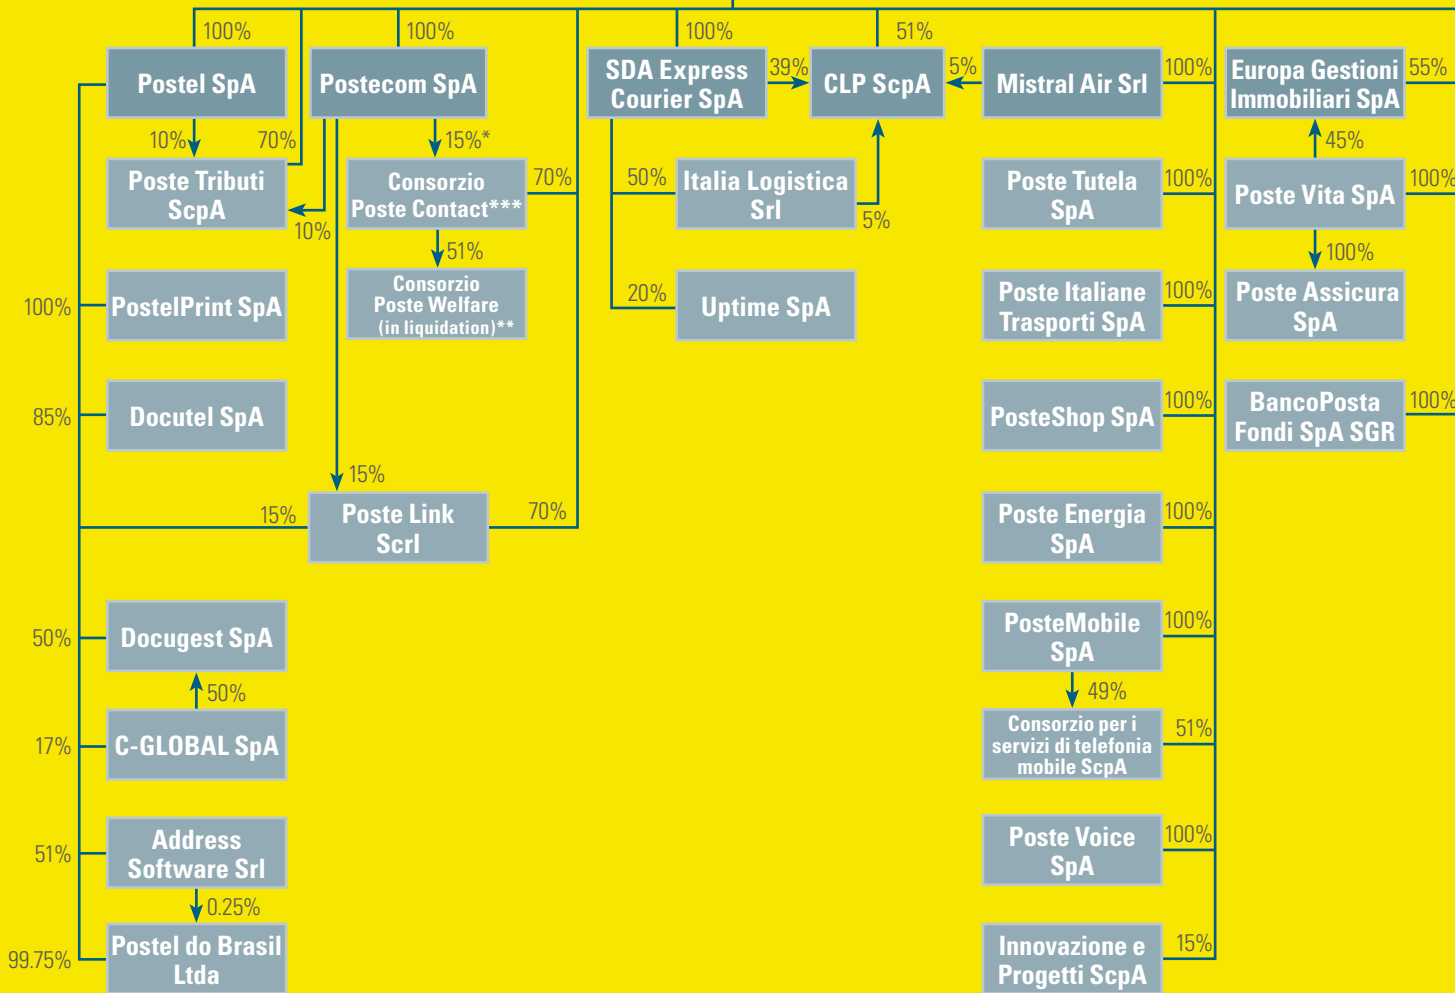 100%
100%
100%
51%
Postel SpA
Postecom SpA
SDA Express
Courier SpA
39%
CLP ScpA
5%
Mistral Air Srl
100%
Europa Gestioni
Immobiliari SpA
55%
10%
70%
15%*
45%
Poste Tributi
ScpA
10%
Consorzio
Poste Contact***
70%
50%
Italia Logistica
Srl
5%
Poste Tutela
SpA
100%
Poste Vita SpA
100%
51%
100%
100%
PostelPrint SpA
Consorzio
Poste Welfare
(in liquidation)**
20%
Uptime SpA
Poste Italiane
Trasporti SpA
100%
Poste Assicura
SpA
85%
Docutel SpA
PosteShop SpA
100%
BancoPosta
Fondi SpA SGR
100%
15%
15%
Poste Link
Scrl
70%
Poste Energia
SpA
100%
50%
Docugest SpA
PosteMobile
SpA
100%
50%
49%
17%
C-GLOBAL SpA
Consorzio per i
servizi di telefonia
mobile ScpA
51%
51%
Address
Software Srl
Poste Voice
SpA
100%
0.25%
99.75%
Postel do Brasil
Ltda
Innovazione e
Progetti ScpA
15%